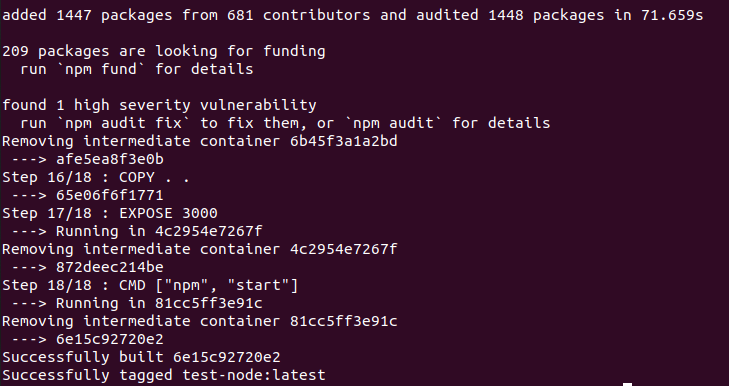 added 1447 packages from 681 contributors and audited 1448 packages in 71.659s
209 packages are looking for funding
run `npm fund` for details
found 1 high severity vulnerability
run `npm audit fix` to fix them, or `npm audit` for details
Removing intermediate container 6b45f3a1a2bd
---> afe5ea8f3e0b
Step 16/18 : COPY . .
---> 65e06f6f1771
Step 17/18 : EXPOSE 3000
---> Running in 4c2954e7267f
Removing intermediate container 4c2954e7267f
---> 872deec214be
Step 18/18 : CMD ["npm", "start"]
---> Running in 81cc5ff3e91c
Removing intermediate container 81cc5ff3e91c
---> 6e15c92720e2
Successfully built 6e15c92720e2
Successfully tagged test-node:latest